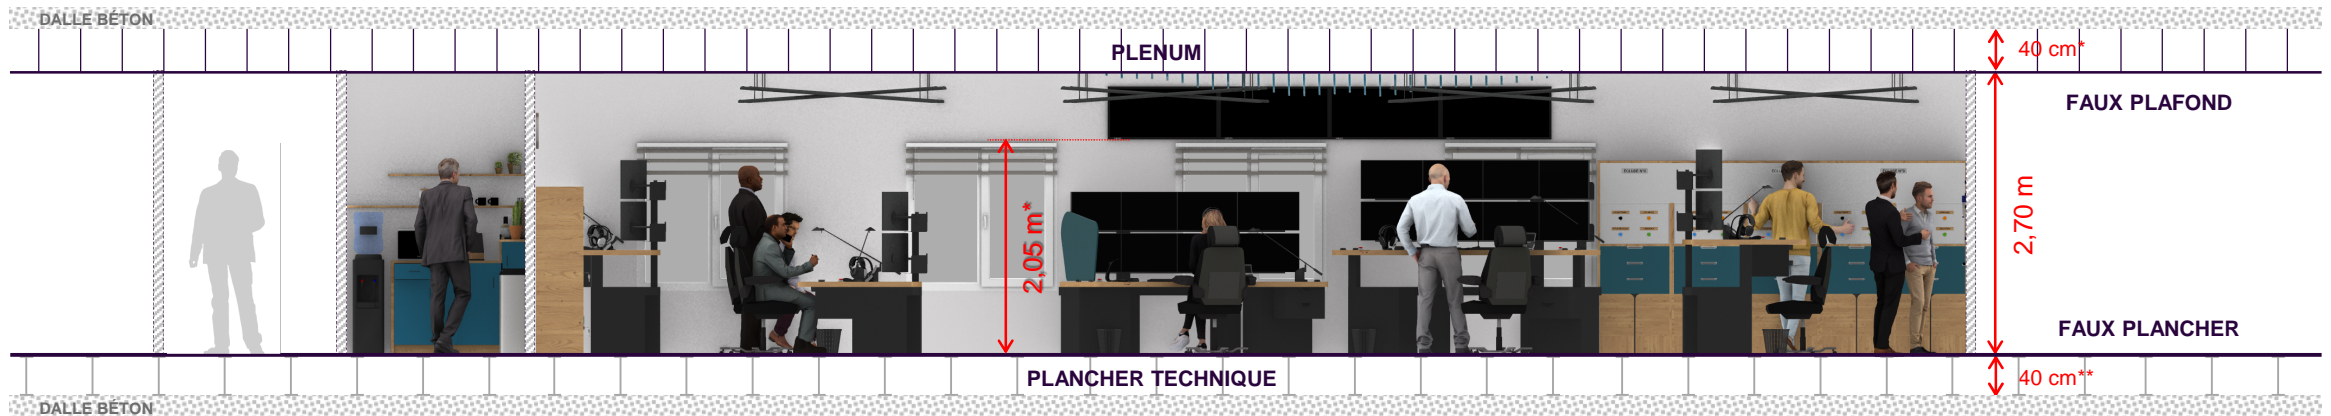 DALLE BÉTON
PLENUM
40 cm*
FAUX PLAFOND
2,05 m*
2,70 m
FAUX PLANCHER
PLANCHER TECHNIQUE
40 cm**
DALLE BÉTON